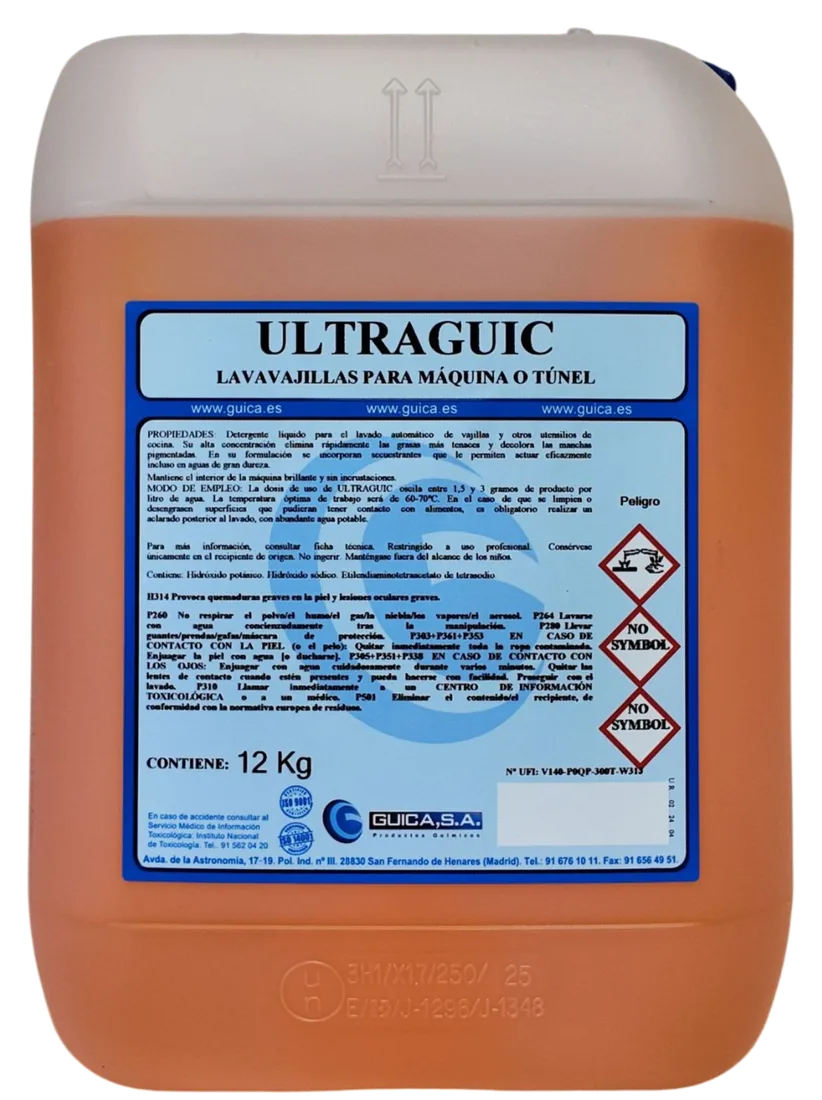 ULTRAGUIC
LAVAVAJILLAS PARA MÁQUINA O TÚNEL
www.guica.es www.guica.es www.guica.es
PROPIEDADES: Detergente líquido para el lavado automático de vajillas y otros utensilios de
cocina. Su alta concentración elimina rápidamente las grasas más tenaces y decolora las manchas
pigmentadas. En su formulación se incorporan secuestrantes que le permiten actuar eficazmente
incluso en aguas de gran dureza.
Mantiene el interior de la máquina brillante y sin incrustaciones.
MODO DE EMPLEO: La dosis de uso de ULTRAGUIC oscila entre 1,5 y 3 gramos de producto por
litro de agua. La temperatura óptima de trabajo será de 60-70ºC. En el caso de que se limpien o
desengrasen superficies que pudieran tener contacto con alimentos, es obligatorio realizar un
aclarado posterior al lavado, con abundante agua potable.
Para más información, consultar ficha técnica. Restringido a uso profesional. Consérvese
únicamente en el recipiente de origen. No ingerir. Manténgase fuera del alcance de los niños.
Contiene: Hidróxido potásico. Hidróxido sódico. Etilendiaminotetraacetato de tetrasodio
H314 Provoca quemaduras graves en la piel y lesiones oculares graves.
P260 No respirar el polvo/el humo/el gas/la niebla/los vapores/el aerosol. P264 Lavarse
con agua concienzudamente tras la manipulación. P280 Llevar
guantes/prendas/gafas/máscara de protección. P303+P361+P353 EN CASO DE
CONTACTO CON LA PIEL (o el pelo): Quitar inmediatamente toda la ropa contaminada.
Enjuagar la piel con agua [o ducharse]. P305+P351+P338 EN CASO DE CONTACTO CON
LOS OJOS: Enjuagar con agua cuidadosamente durante varios minutos. Quitar las
lentes de contacto cuando estén presentes y pueda hacerse con facilidad. Proseguir con el
lavado. P310 Llamar inmediatamente a un CENTRO DE INFORMACIÓN
TOXICOLÓGICA o a un médico. P501 Eliminar el contenido/el recipiente, de
conformidad con la normativa europea de residuos.
Peligro
NO
SYMBOL
NO
SYMBOL
CONTIENE: 12 Kg
Nº UFI: V140-P0QP-300T-W313
U.R. 02 24 04
En caso de accidente consultar al
Servicio Médico de Información
Toxicológica: Instituto Nacional
de Toxicología. Tel.: 91 562 04 20
ISO 9001
ISO 14001
GUICA,S.A.
Productos Químicos
Avda. de la Astronomía, 17-19. Pol. Ind. nº III. 28830 San Fernando de Henares (Madrid). Tel.: 91 676 10 11. Fax: 91 656 49 51.
un
3H1/X1,7/250/ 25
J-1296/J-1348